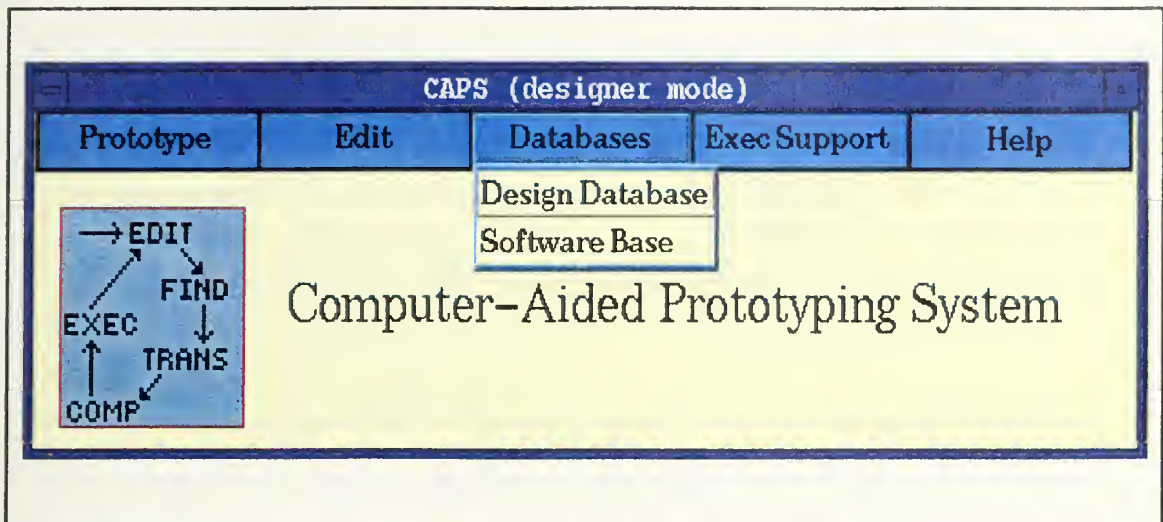 CAPS (designer mode)
Prototype Edit Databases Exec Support Help
Design Database
Software Base
EDIT
FIND
EXEC
TRANS
COMP
Computer-Aided Prototyping System